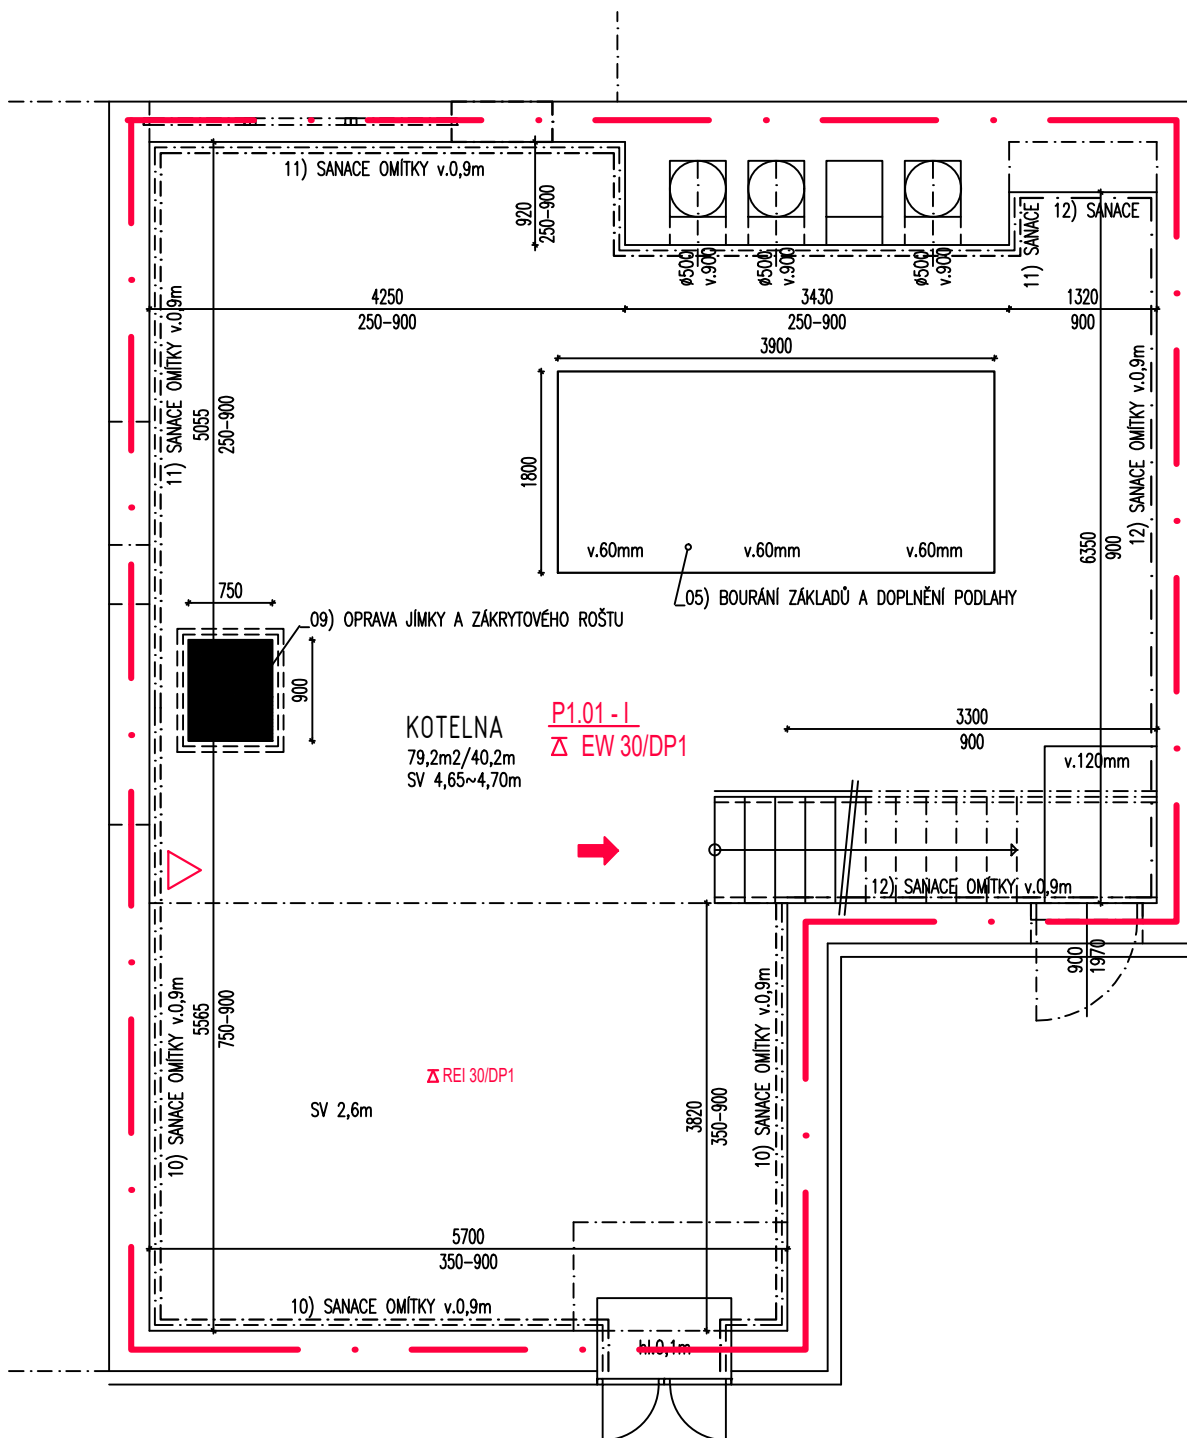 11) SANACE OMÍTKY v.0,9m
920
250-900
ø500
v.900
ø500
v.900
ø500
v.900
11) SANACE
12) SANACE
4250
250-900
3430
250-900
1320
900
3900
11) SANACE OMÍTKY v.0,9m
5055
250-900
1800
12) SANACE OMÍTKY v.0,9m
6350
900
v.60mm
v.60mm
v.60mm
05) BOURÁNÍ ZÁKLADŮ A DOPLNĚNÍ PODLAHY
750
09) OPRAVA JÍMKY A ZÁKRYTOVÉHO ROŠTU
900
KOTELNA
79,2m2/40,2m
SV 4,65~4,70m
P1.01 - I
EW 30/DP1
3300
900
v.120mm
12) SANACE OMÍTKY v.0,9m
900
1970
10) SANACE OMÍTKY v.0,9m
5565
750-900
REI 30/DP1
SV 2,6m
3820
350-900
10) SANACE OMÍTKY v.0,9m
5700
350-900
10) SANACE OMÍTKY v.0,9m
hl.0,1m